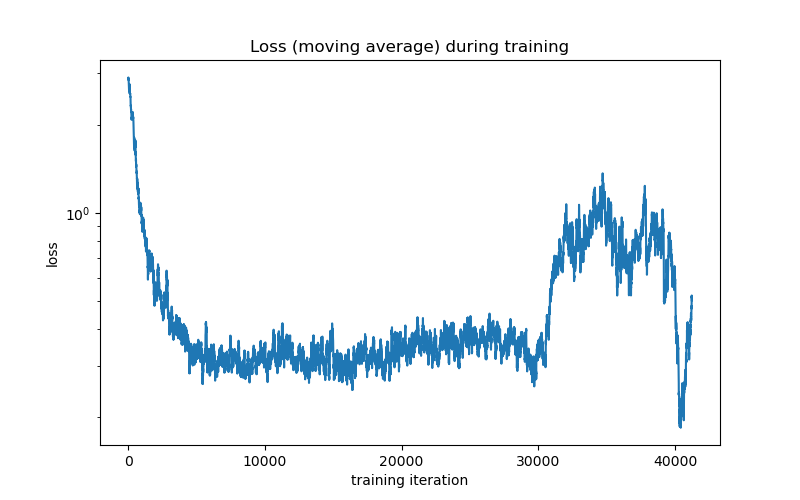 Loss (moving average) during training
10⁰
loss
0 10000 20000 30000 40000
training iteration